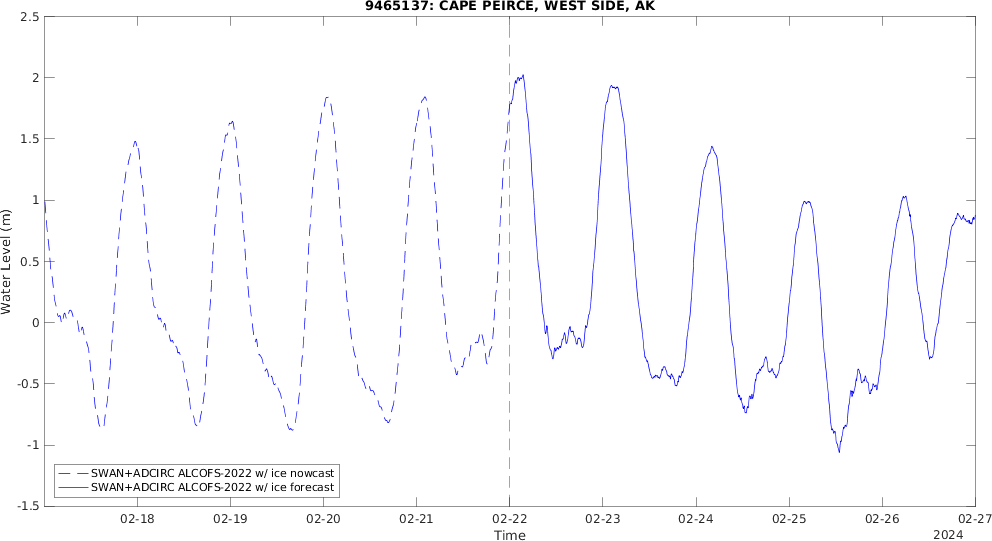 9465137: CAPE PEIRCE, WEST SIDE, AK
Water Level (m)
2.5
2
1.5
1
0.5
0
-0.5
-1
-1.5
SWAN+ADCIRC ALCOFS-2022 w/ ice nowcast
SWAN+ADCIRC ALCOFS-2022 w/ ice forecast
02-18 02-19 02-20 02-21 02-22 02-23 02-24 02-25 02-26 02-27
Time
2024